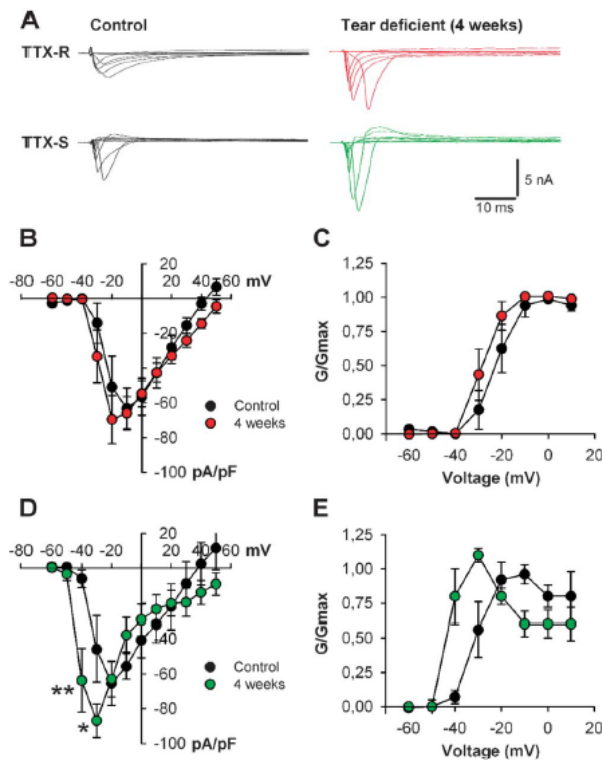 A
Control
Tear deficient (4 weeks)
TTX-R
TTX-S
5 nA
10 ms
B
20
mV
-80 -60 -40 -20 20 40 60
-20
-40
-60
-80
-100 pA/pF
Control
4 weeks
C
1,25
1,00
0,75
0,50
0,25
0,00
G/Gmax
-60 -40 -20 0
Voltage (mV)
D
20
mV
-80 -60 -40 -20 20 40 60
-20
-40
-60
-80
-100 pA/pF
**
*
Control
4 weeks
E
1,25
1,00
0,75
0,50
0,25
0,00
G/Gmax
-60 -40 -20 0
Voltage (mV)